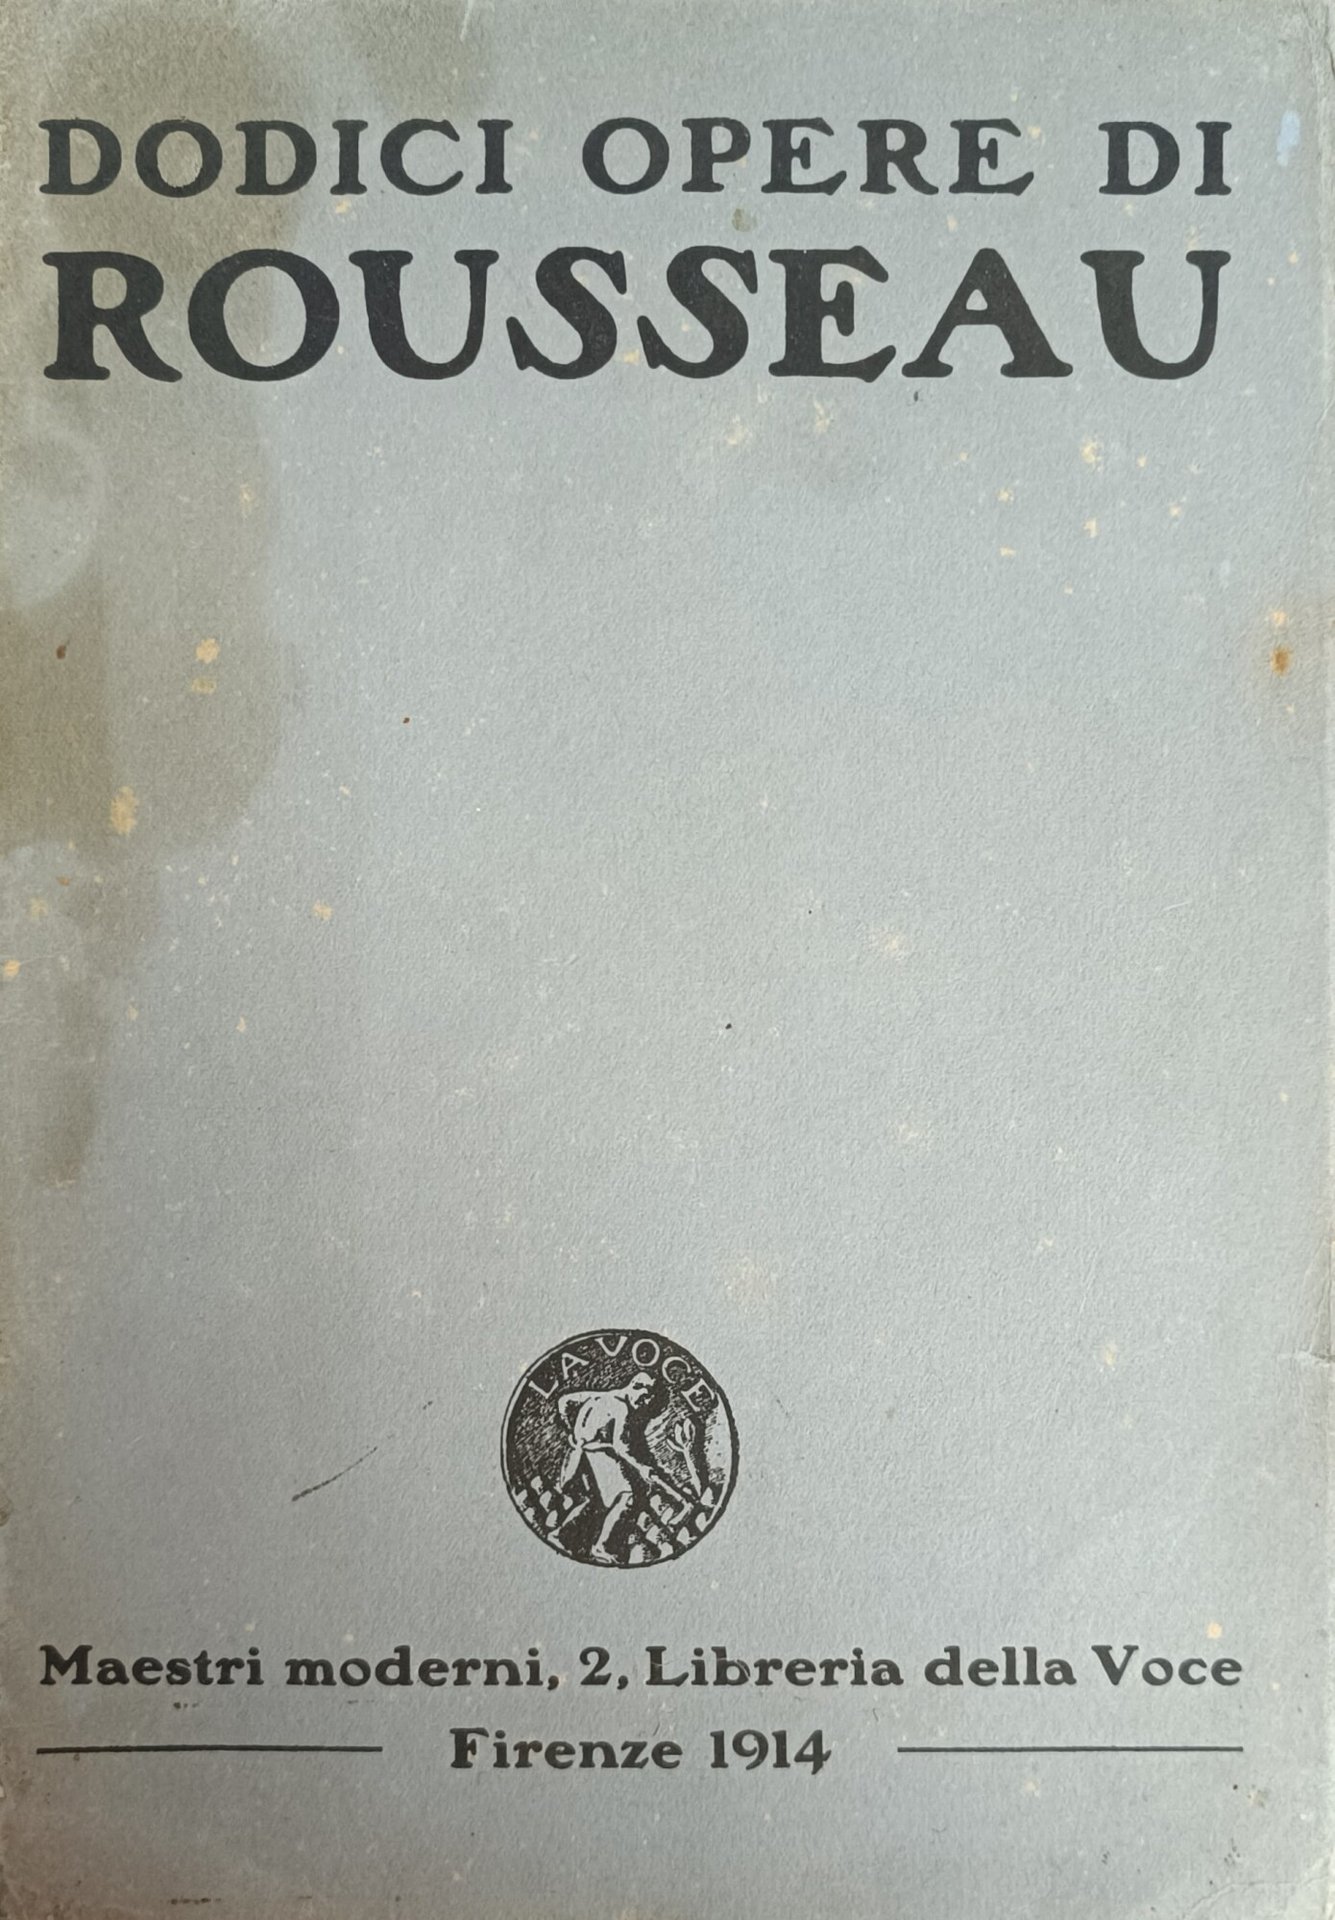 DODICI OPERE DI
ROUSSEAU
LA VOCE
Maestri moderni, 2, Libreria della Voce
Firenze 1914